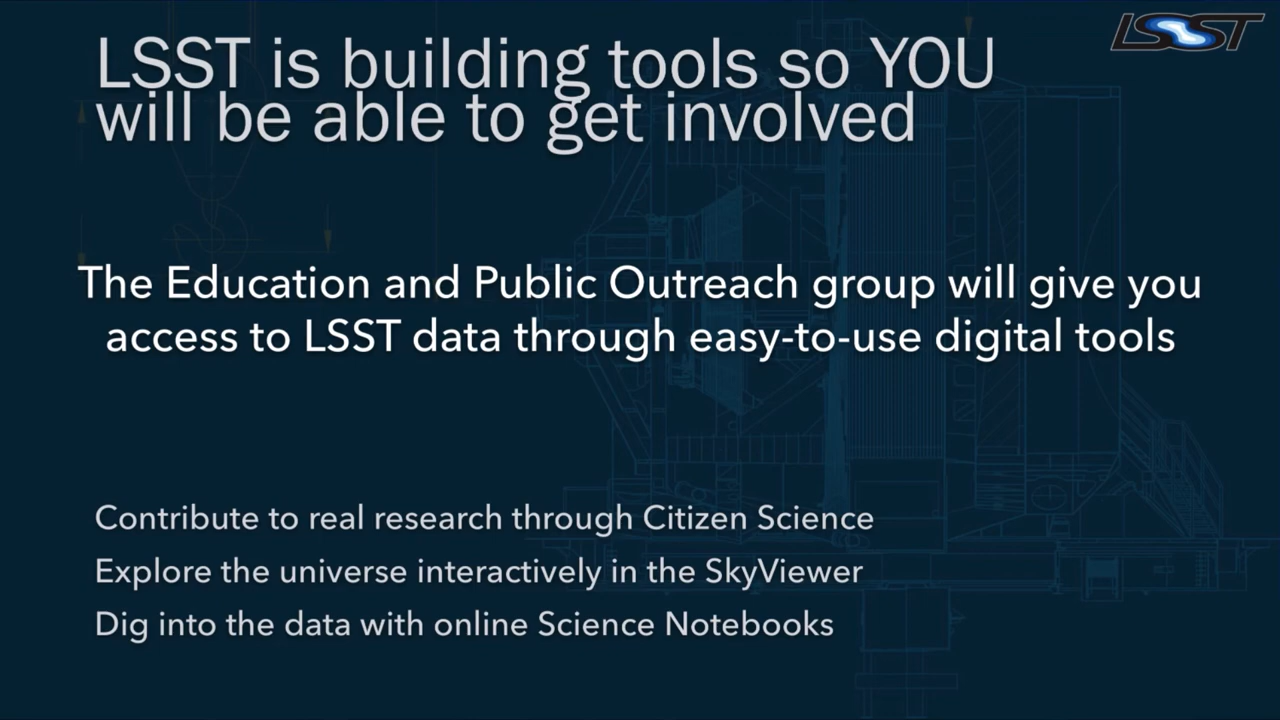 LSST
LSST is building tools so YOU
will be able to get involved
The Education and Public Outreach group will give you
access to LSST data through easy-to-use digital tools
Contribute to real research through Citizen Science
Explore the universe interactively in the SkyViewer
Dig into the data with online Science Notebooks